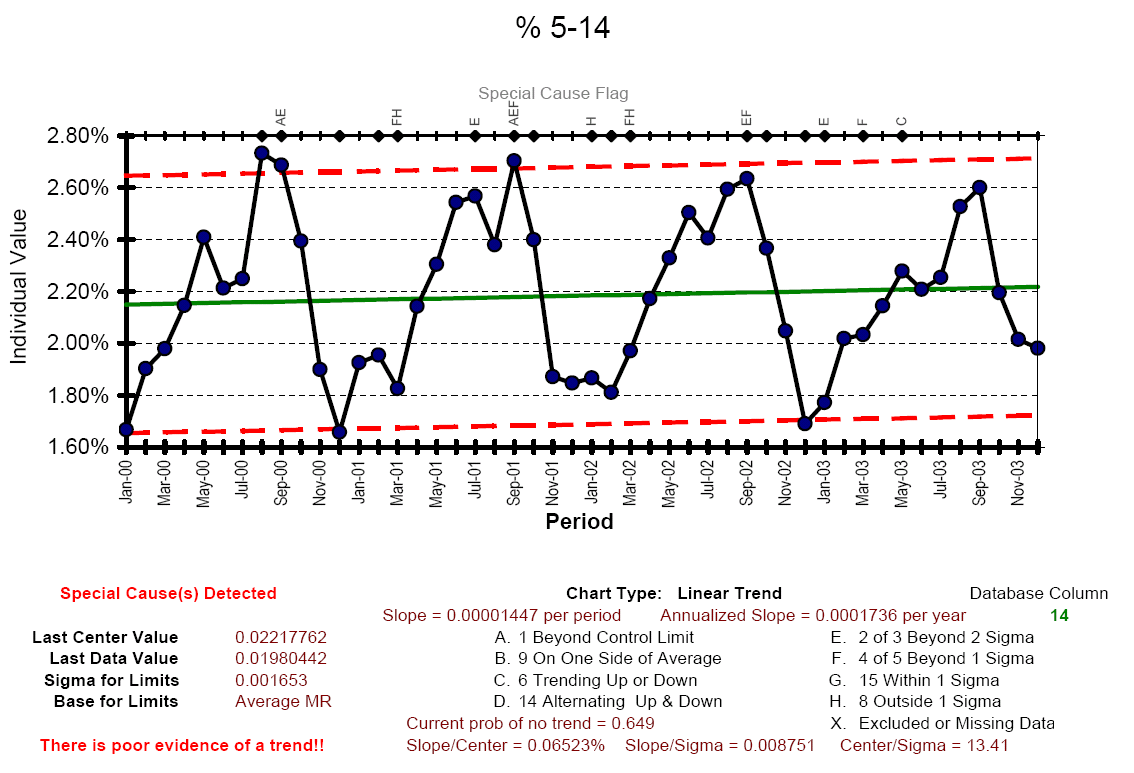 % 5-14
Special Cause Flag
AE FH E AEF H FH EF E F C
2.80%
2.60%
2.40%
2.20%
2.00%
1.80%
1.60%
Individual Value
Jan-00 Mar-00 May-00 Jul-00 Sep-00 Nov-00 Jan-01 Mar-01 May-01 Jul-01 Sep-01 Nov-01 Jan-02 Mar-02 May-02 Jul-02 Sep-02 Nov-02 Jan-03 Mar-03 May-03 Jul-03 Sep-03 Nov-03
Period
Special Cause(s) Detected Chart Type: Linear Trend Database Column
Slope = 0.00001447 per period Annualized Slope = 0.0001736 per year 14
Last Center Value 0.02217762 A. 1 Beyond Control Limit E. 2 of 3 Beyond 2 Sigma
Last Data Value 0.01980442 B. 9 On One Side of Average F. 4 of 5 Beyond 1 Sigma
Sigma for Limits 0.001653 C. 6 Trending Up or Down G. 15 Within 1 Sigma
Base for Limits Average MR D. 14 Alternating Up & Down H. 8 Outside 1 Sigma
Current prob of no trend = 0.649 X. Excluded or Missing Data
There is poor evidence of a trend!! Slope/Center = 0.06523% Slope/Sigma = 0.008751 Center/Sigma = 13.41